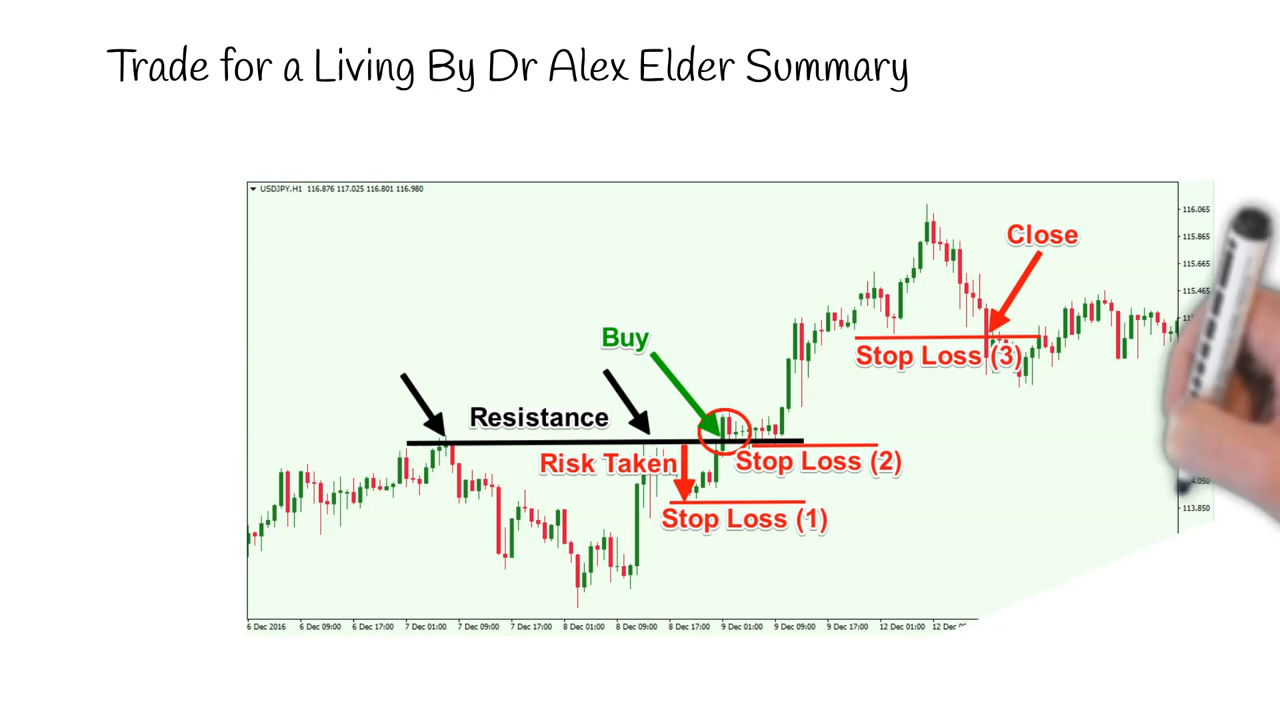 Trade for a Living By Dr Alex Elder Summary
USDJPY,H1 116.876 117.025 116.801 116.980
116.065
Close
115.865
115.665
115.465
Buy
Stop Loss (3)
Resistance
Risk Taken
Stop Loss (2)
113.850
Stop Loss (1)
6 Dec 2016 6 Dec 09:00 6 Dec 17:00 7 Dec 01:00 7 Dec 09:00 7 Dec 17:00 8 Dec 01:00 8 Dec 09:00 8 Dec 17:00 9 Dec 01:00 9 Dec 09:00 9 Dec 17:00 12 Dec 01:00 12 Dec